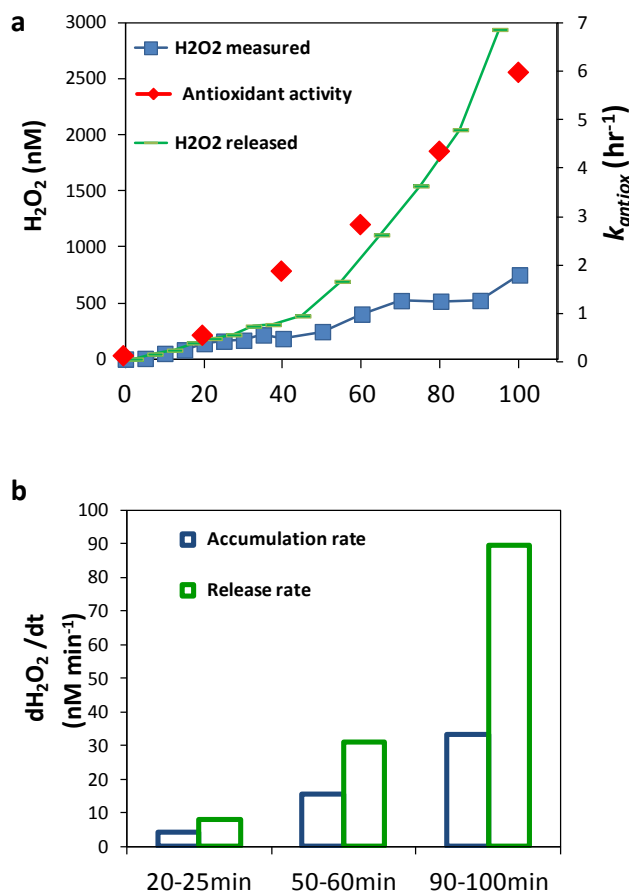 a
H2O2 measured
Antioxidant activity
H2O2 released
H₂O₂ (nM)
3000
2500
2000
1500
1000
500
0
7
6
5
4
3
2
1
0
k_antiox (hr⁻¹)
0 20 40 60 80 100
b
Accumulation rate
Release rate
dH₂O₂ /dt
(nM min⁻¹)
100
90
80
70
60
50
40
30
20
10
0
20-25min 50-60min 90-100min